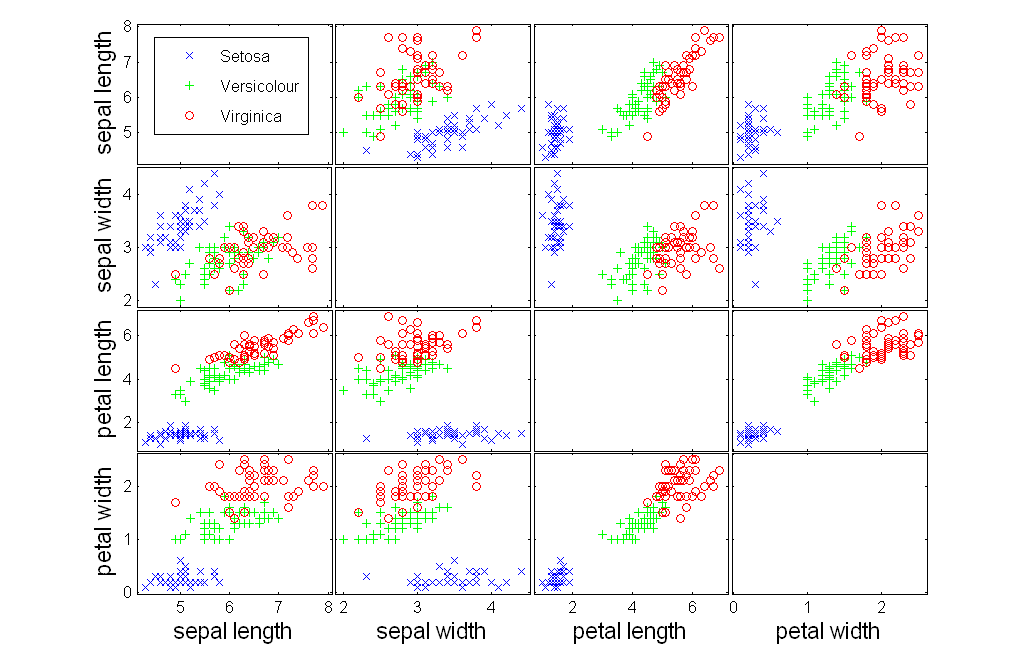 8
7
6
5
sepal length
Setosa
Versicolour
Virginica
4
3
2
sepal width
6
4
2
petal length
2
1
0
petal width
5 6 7 8 2 3 4 2 4 6 0 1 2
sepal length sepal width petal length petal width